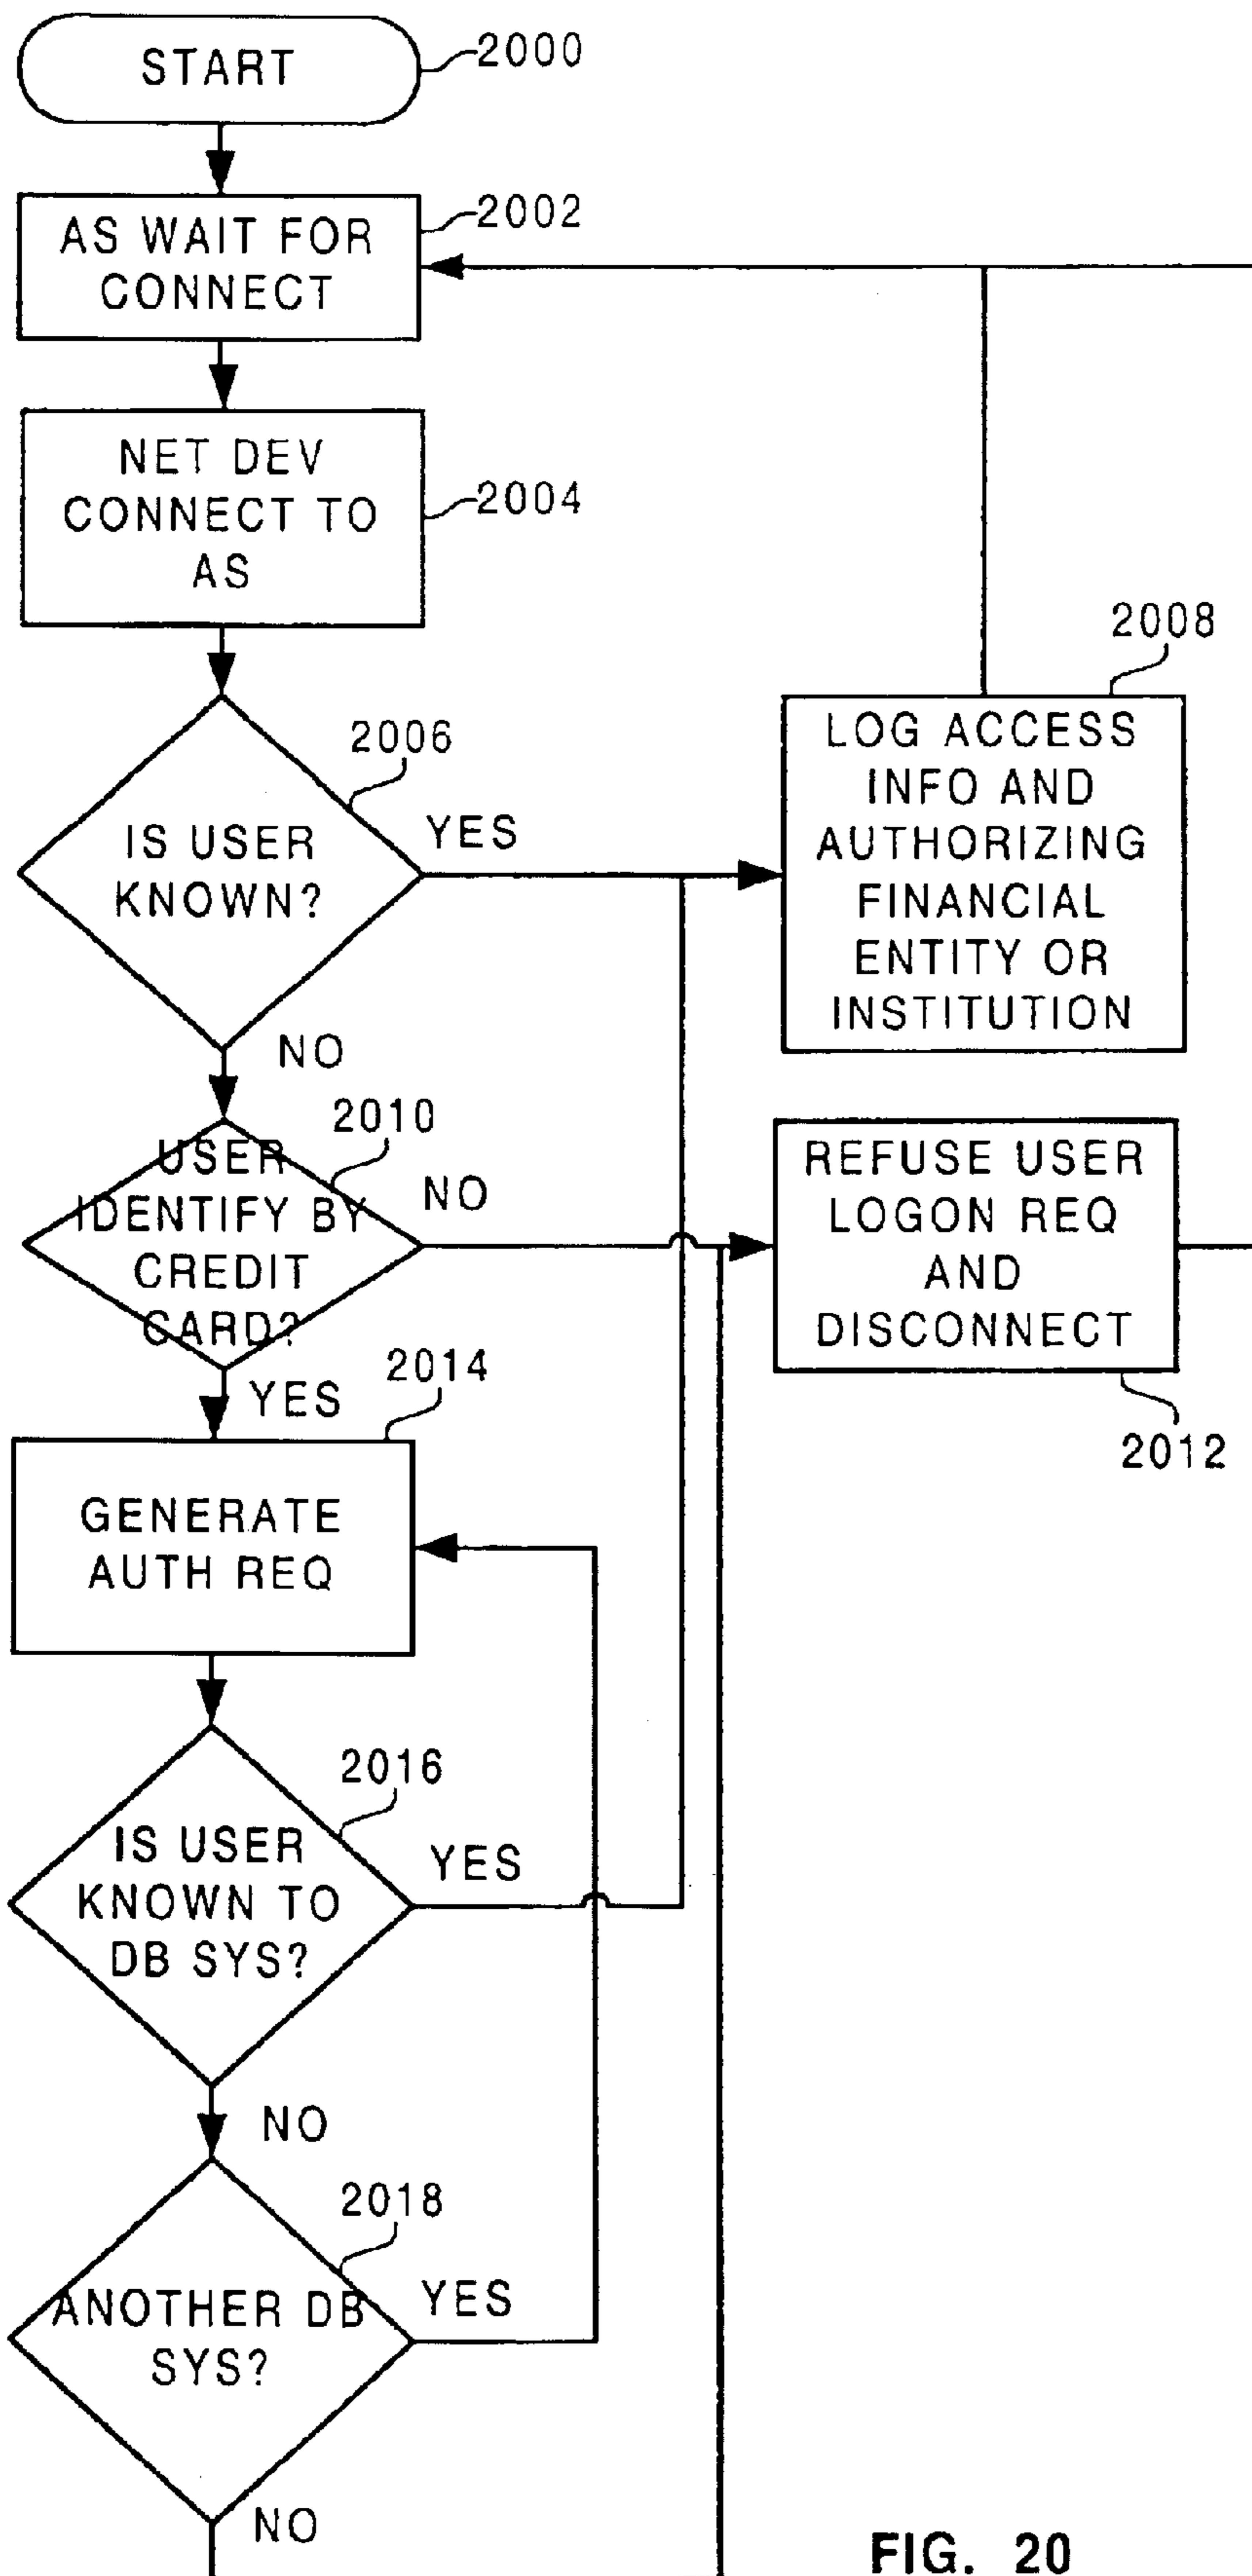 START
2000
AS WAIT FOR
CONNECT
2002
NET DEV
CONNECT TO
AS
2004
IS USER
KNOWN?
2006
YES
NO
2008
LOG ACCESS
INFO AND
AUTHORIZING
FINANCIAL
ENTITY OR
INSTITUTION
USER
IDENTIFY BY
CREDIT
CARD?
2010
NO
YES
REFUSE USER
LOGON REQ
AND
DISCONNECT
2012
2014
GENERATE
AUTH REQ
IS USER
KNOWN TO
DB SYS?
2016
YES
NO
ANOTHER DB
SYS?
2018
YES
NO
FIG. 20